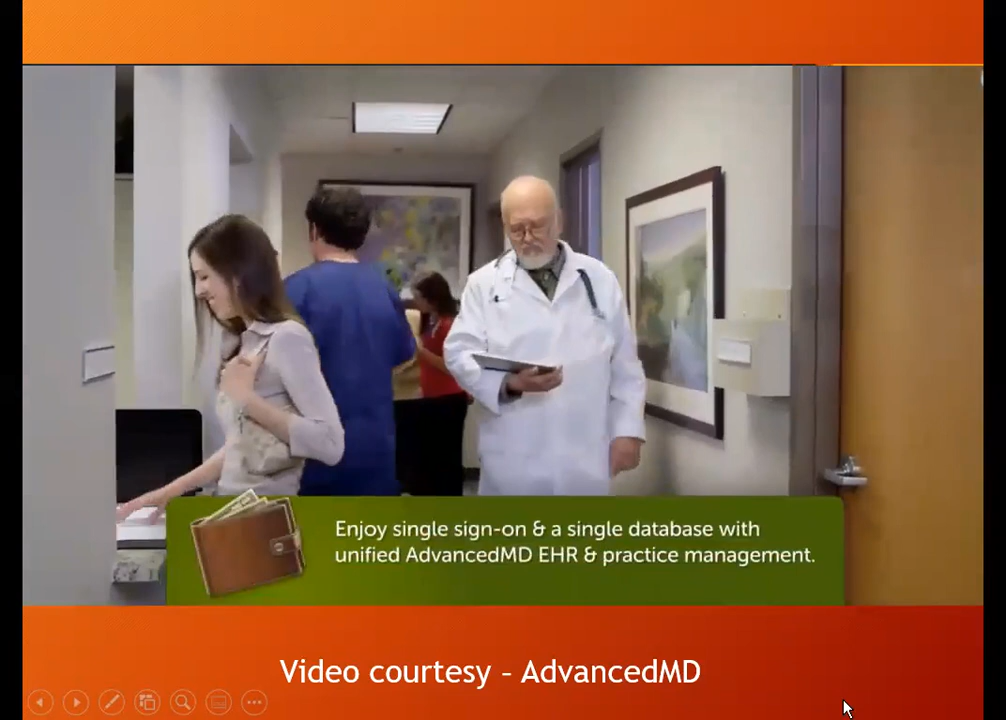 Enjoy single sign-on & a single database with
unified AdvancedMD EHR & practice management.
Video courtesy – AdvancedMD